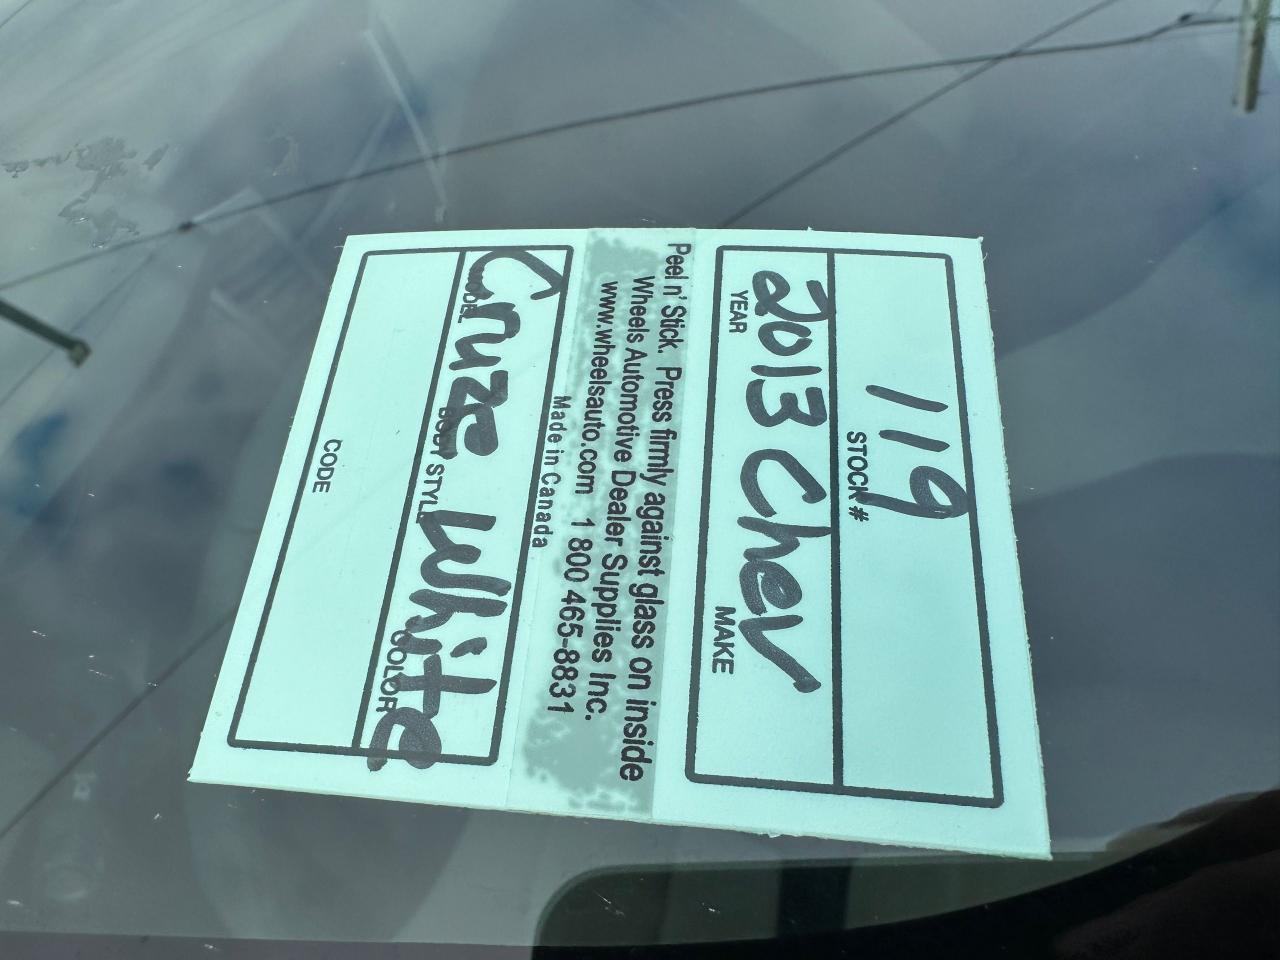 119
STOCK#
2013 Chev
YEAR MAKE
Peel n' Stick. Press firmly against glass on inside
Wheels Automotive Dealer Supplies Inc.
www.wheelsauto.com 1 800 465-8831
Made in Canada
Cruze White
MODEL BODY STYLE COLOR
CODE